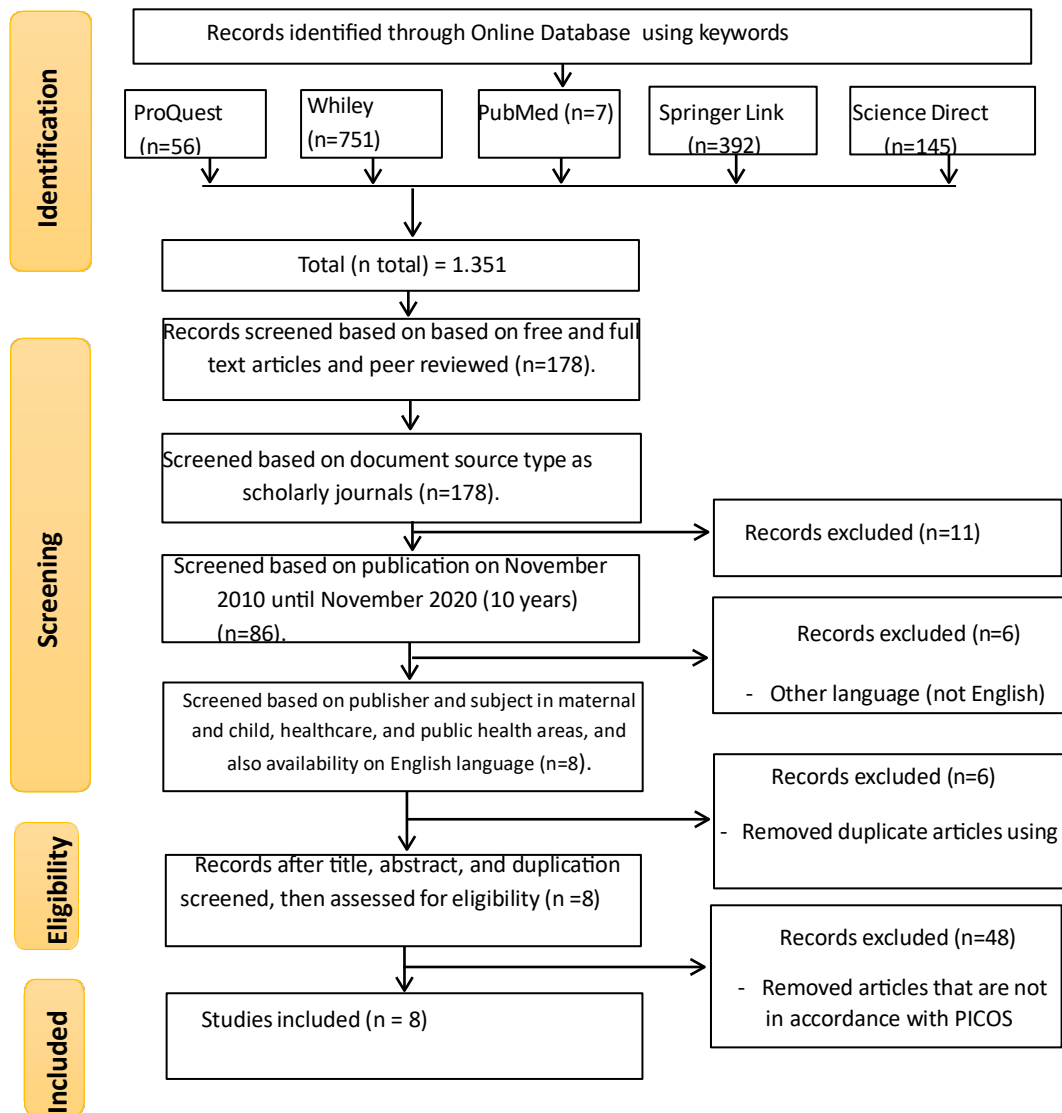 Identification
Records identified through Online Database using keywords
ProQuest
(n=56)
Whiley
(n=751)
PubMed (n=7)
Springer Link
(n=392)
Science Direct
(n=145)
Total (n total) = 1.351
Screening
Records screened based on based on free and full
text articles and peer reviewed (n=178).
Screened based on document source type as
scholarly journals (n=178).
Records excluded (n=11)
Screened based on publication on November
2010 until November 2020 (10 years)
(n=86).
Records excluded (n=6)
- Other language (not English)
Screened based on publisher and subject in maternal
and child, healthcare, and public health areas, and
also availability on English language (n=8).
Records excluded (n=6)
- Removed duplicate articles using
Eligibility
Records after title, abstract, and duplication
screened, then assessed for eligibility (n =8)
Records excluded (n=48)
- Removed articles that are not
in accordance with PICOS
Included
Studies included (n = 8)